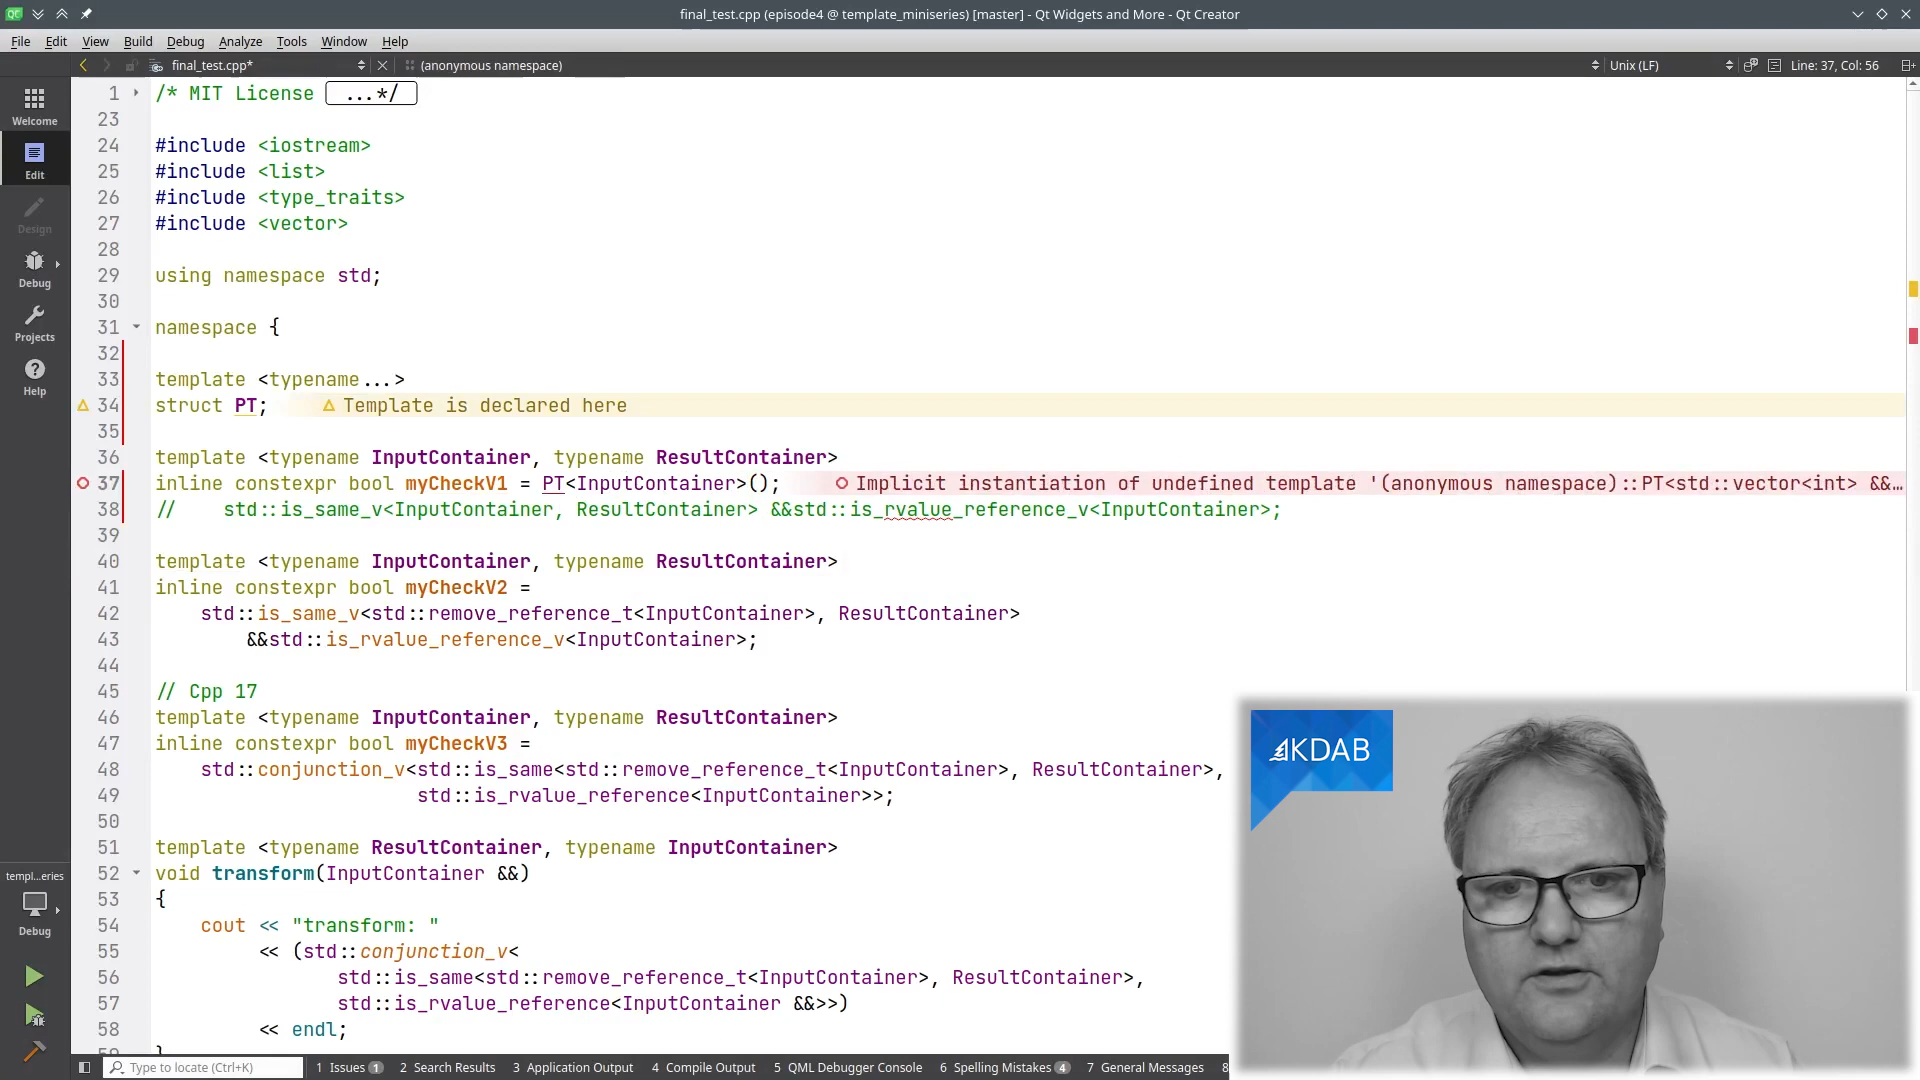 final_test.cpp (episode4 @ template_miniseries) [master] - Qt Widgets and More - Qt Creator
File Edit View Build Debug Analyze Tools Window Help
final_test.cpp* (anonymous namespace) Unix (LF) Line: 37, Col: 56
Welcome
Edit
Design
Debug
Projects
Help
templ...eries
Debug
1 /* MIT License ...*/
23
24 #include <iostream>
25 #include <list>
26 #include <type_traits>
27 #include <vector>
28
29 using namespace std;
30
31 namespace {
32
33 template <typename...>
34 struct PT; Template is declared here
35
36 template <typename InputContainer, typename ResultContainer>
37 inline constexpr bool myCheckV1 = PT<InputContainer>(); Implicit instantiation of undefined template '(anonymous namespace)::PT<std::vector<int> &&...
38 // std::is_same_v<InputContainer, ResultContainer> &&std::is_rvalue_reference_v<InputContainer>;
39
40 template <typename InputContainer, typename ResultContainer>
41 inline constexpr bool myCheckV2 =
42 std::is_same_v<std::remove_reference_t<InputContainer>, ResultContainer>
43 &&std::is_rvalue_reference_v<InputContainer>;
44
45 // Cpp 17
46 template <typename InputContainer, typename ResultContainer>
47 inline constexpr bool myCheckV3 =
48 std::conjunction_v<std::is_same<std::remove_reference_t<InputContainer>, ResultContainer>,
49 std::is_rvalue_reference<InputContainer>>;
50
51 template <typename ResultContainer, typename InputContainer>
52 void transform(InputContainer &&)
53 {
54 cout << "transform: "
55 << (std::conjunction_v<
56 std::is_same<std::remove_reference_t<InputContainer>, ResultContainer>,
57 std::is_rvalue_reference<InputContainer &&>>)
58 << endl;
59 }
KDAB
Type to locate (Ctrl+K) 1 Issues 1 2 Search Results 3 Application Output 4 Compile Output 5 QML Debugger Console 6 Spelling Mistakes 4 7 General Messages 8